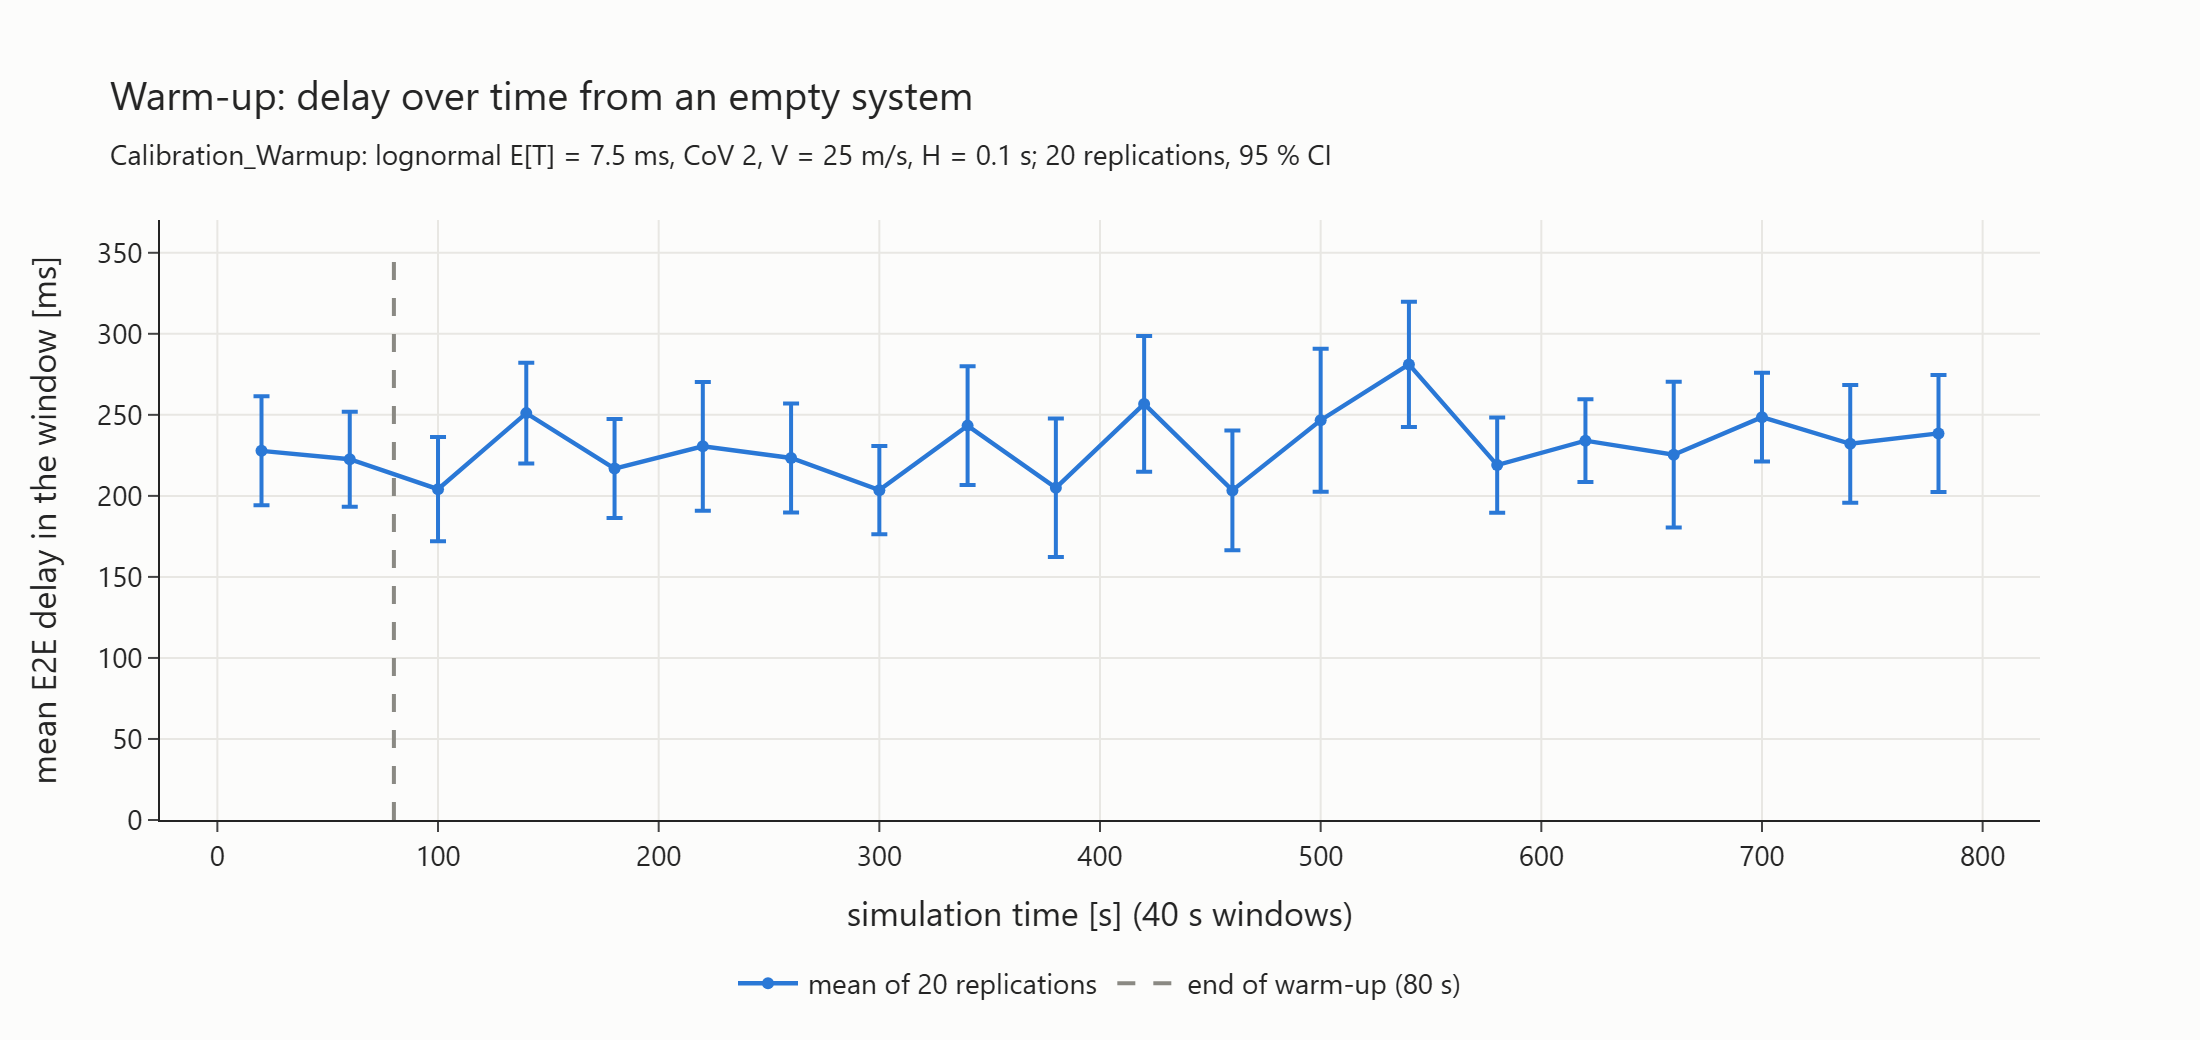 Warm-up: delay over time from an empty system
Calibration_Warmup: lognormal E[T] = 7.5 ms, CoV 2, V = 25 m/s, H = 0.1 s; 20 replications, 95 % CI
mean E2E delay in the window [ms]
350
300
250
200
150
100
50
0
0 100 200 300 400 500 600 700 800
simulation time [s] (40 s windows)
mean of 20 replications end of warm-up (80 s)